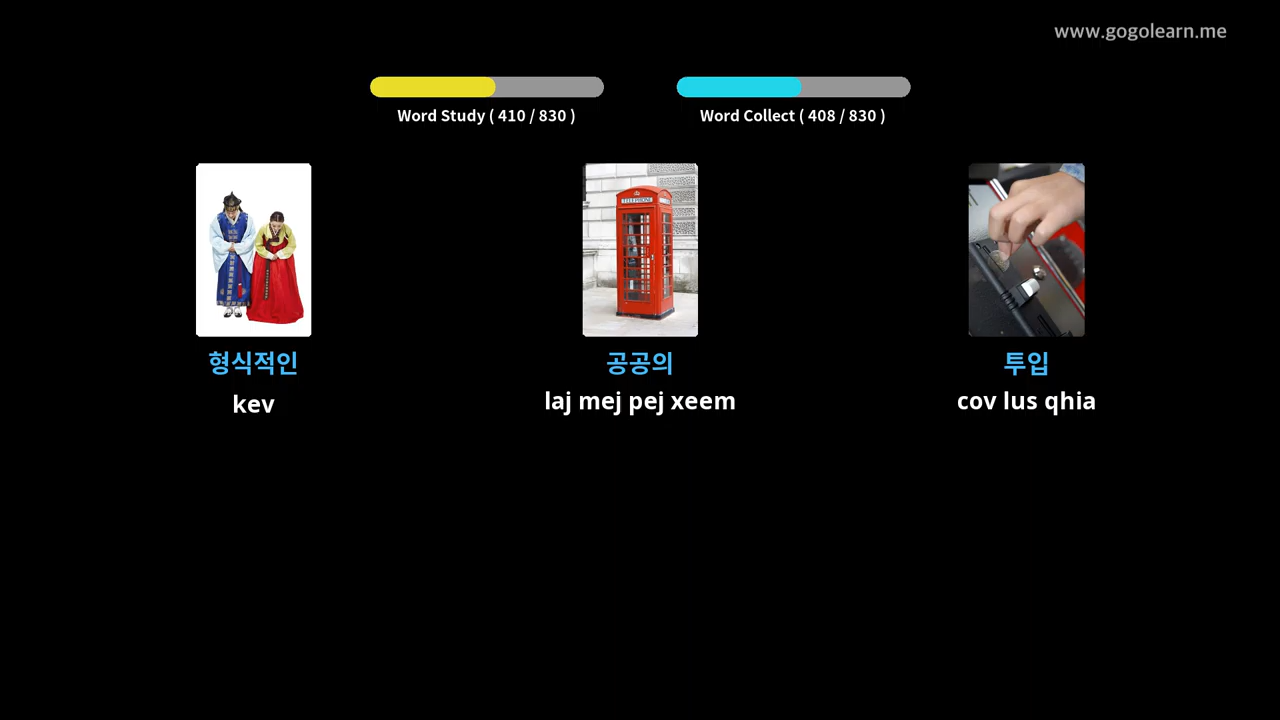 www.gogolearn.me
Word Study ( 410 / 830 )
Word Collect ( 408 / 830 )
TELEPHONE
형식적인
공공의
투입
kev
laj mej pej xeem
cov lus qhia